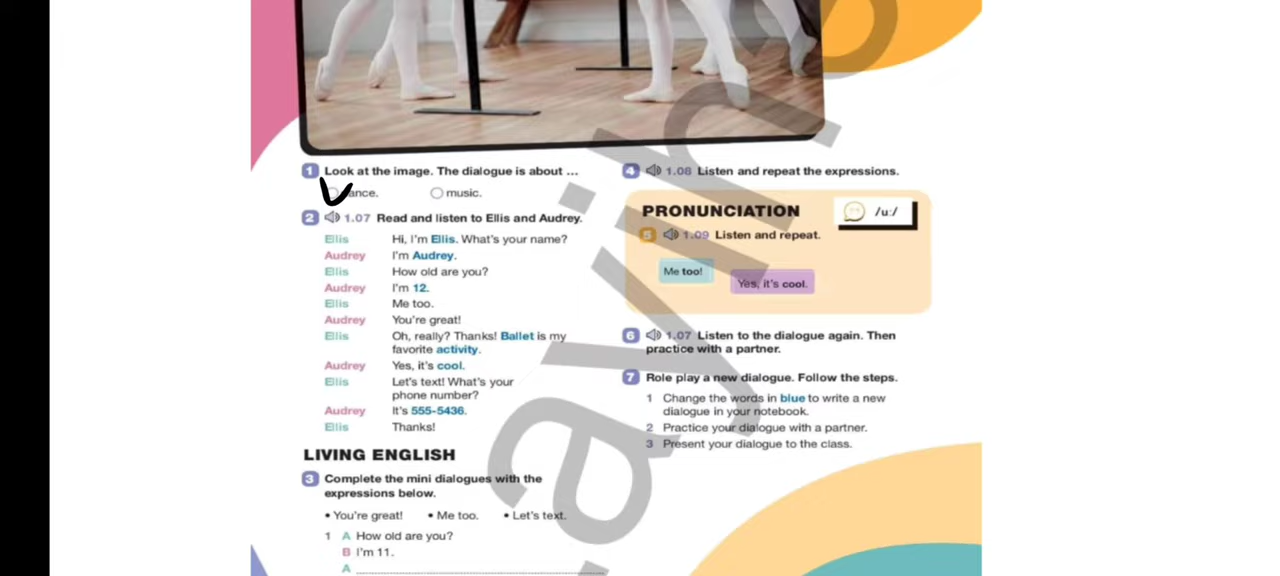 1 Look at the image. The dialogue is about ...
ance.
music.
2 1.07 Read and listen to Ellis and Audrey.
Ellis Hi, I'm Ellis. What's your name?
Audrey I'm Audrey.
Ellis How old are you?
Audrey I'm 12.
Ellis Me too.
Audrey You're great!
Ellis Oh, really? Thanks! Ballet is my
favorite activity.
Audrey Yes, it's cool.
Ellis Let's text! What's your
phone number?
Audrey It's 555-5436.
Ellis Thanks!
LIVING ENGLISH
3 Complete the mini dialogues with the
expressions below.
• You're great! • Me too. • Let's text.
1 A How old are you?
B I'm 11.
A
4 1.08 Listen and repeat the expressions.
PRONUNCIATION
/u:/
5 1.09 Listen and repeat.
Me too!
Yes, it's cool.
6 1.07 Listen to the dialogue again. Then
practice with a partner.
7 Role play a new dialogue. Follow the steps.
1 Change the words in blue to write a new
dialogue in your notebook.
2 Practice your dialogue with a partner.
3 Present your dialogue to the class.